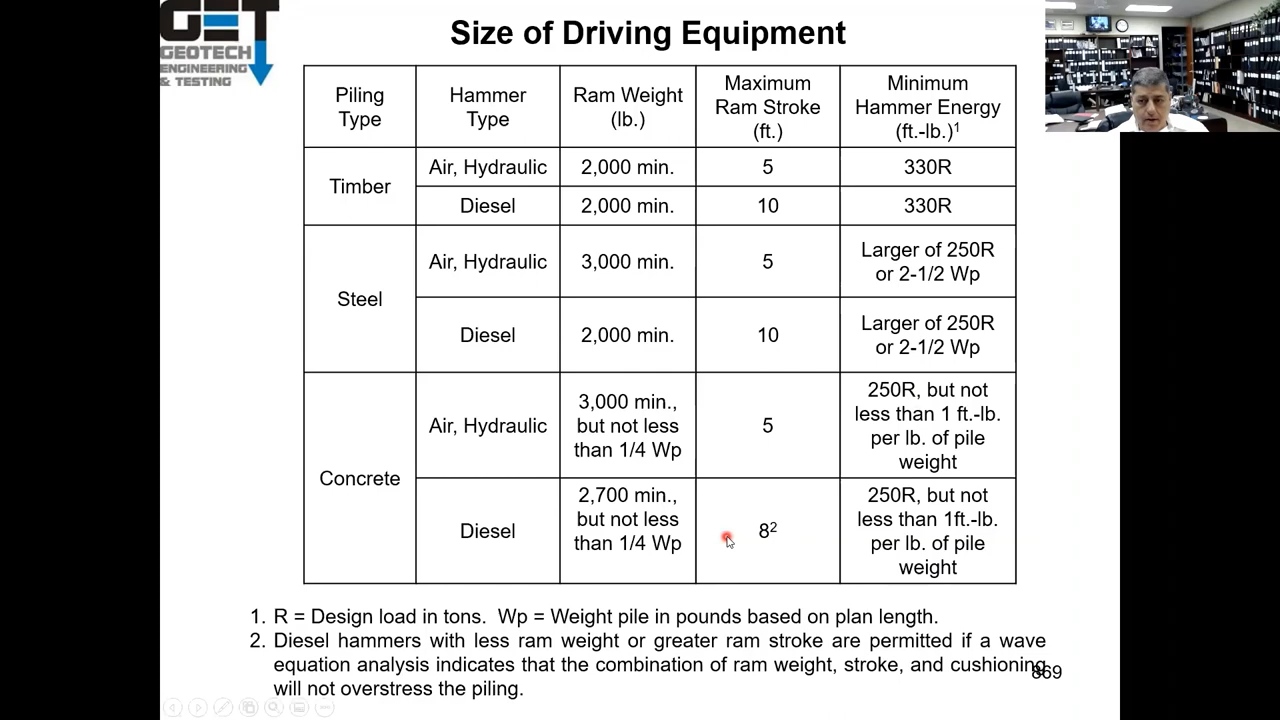 GET
GEOTECH
ENGINEERING
& TESTING
Size of Driving Equipment
Piling
Type
Hammer
Type
Ram Weight
(lb.)
Maximum
Ram Stroke
(ft.)
Minimum
Hammer Energy
(ft.-lb.)¹
Timber
Air, Hydraulic
2,000 min.
5
330R
Diesel
2,000 min.
10
330R
Steel
Air, Hydraulic
3,000 min.
5
Larger of 250R
or 2-1/2 Wp
Diesel
2,000 min.
10
Larger of 250R
or 2-1/2 Wp
Concrete
Air, Hydraulic
3,000 min.,
but not less
than 1/4 Wp
5
250R, but not
less than 1 ft.-lb.
per lb. of pile
weight
Diesel
2,700 min.,
but not less
than 1/4 Wp
8²
250R, but not
less than 1ft.-lb.
per lb. of pile
weight
1. R = Design load in tons. Wp = Weight pile in pounds based on plan length.
2. Diesel hammers with less ram weight or greater ram stroke are permitted if a wave
equation analysis indicates that the combination of ram weight, stroke, and cushioning
will not overstress the piling.
869